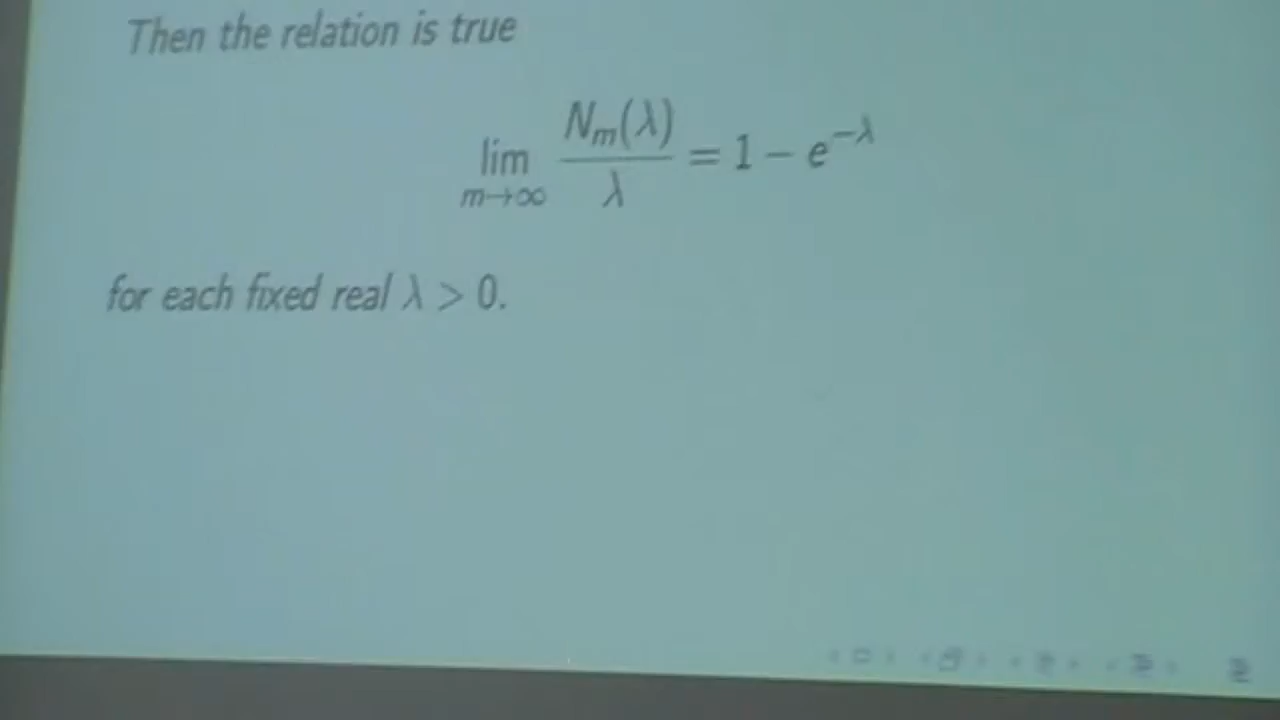 Then the relation is true
lim_{m→∞} N_m(λ)/λ = 1 − e^{−λ}
for each fixed real λ > 0.